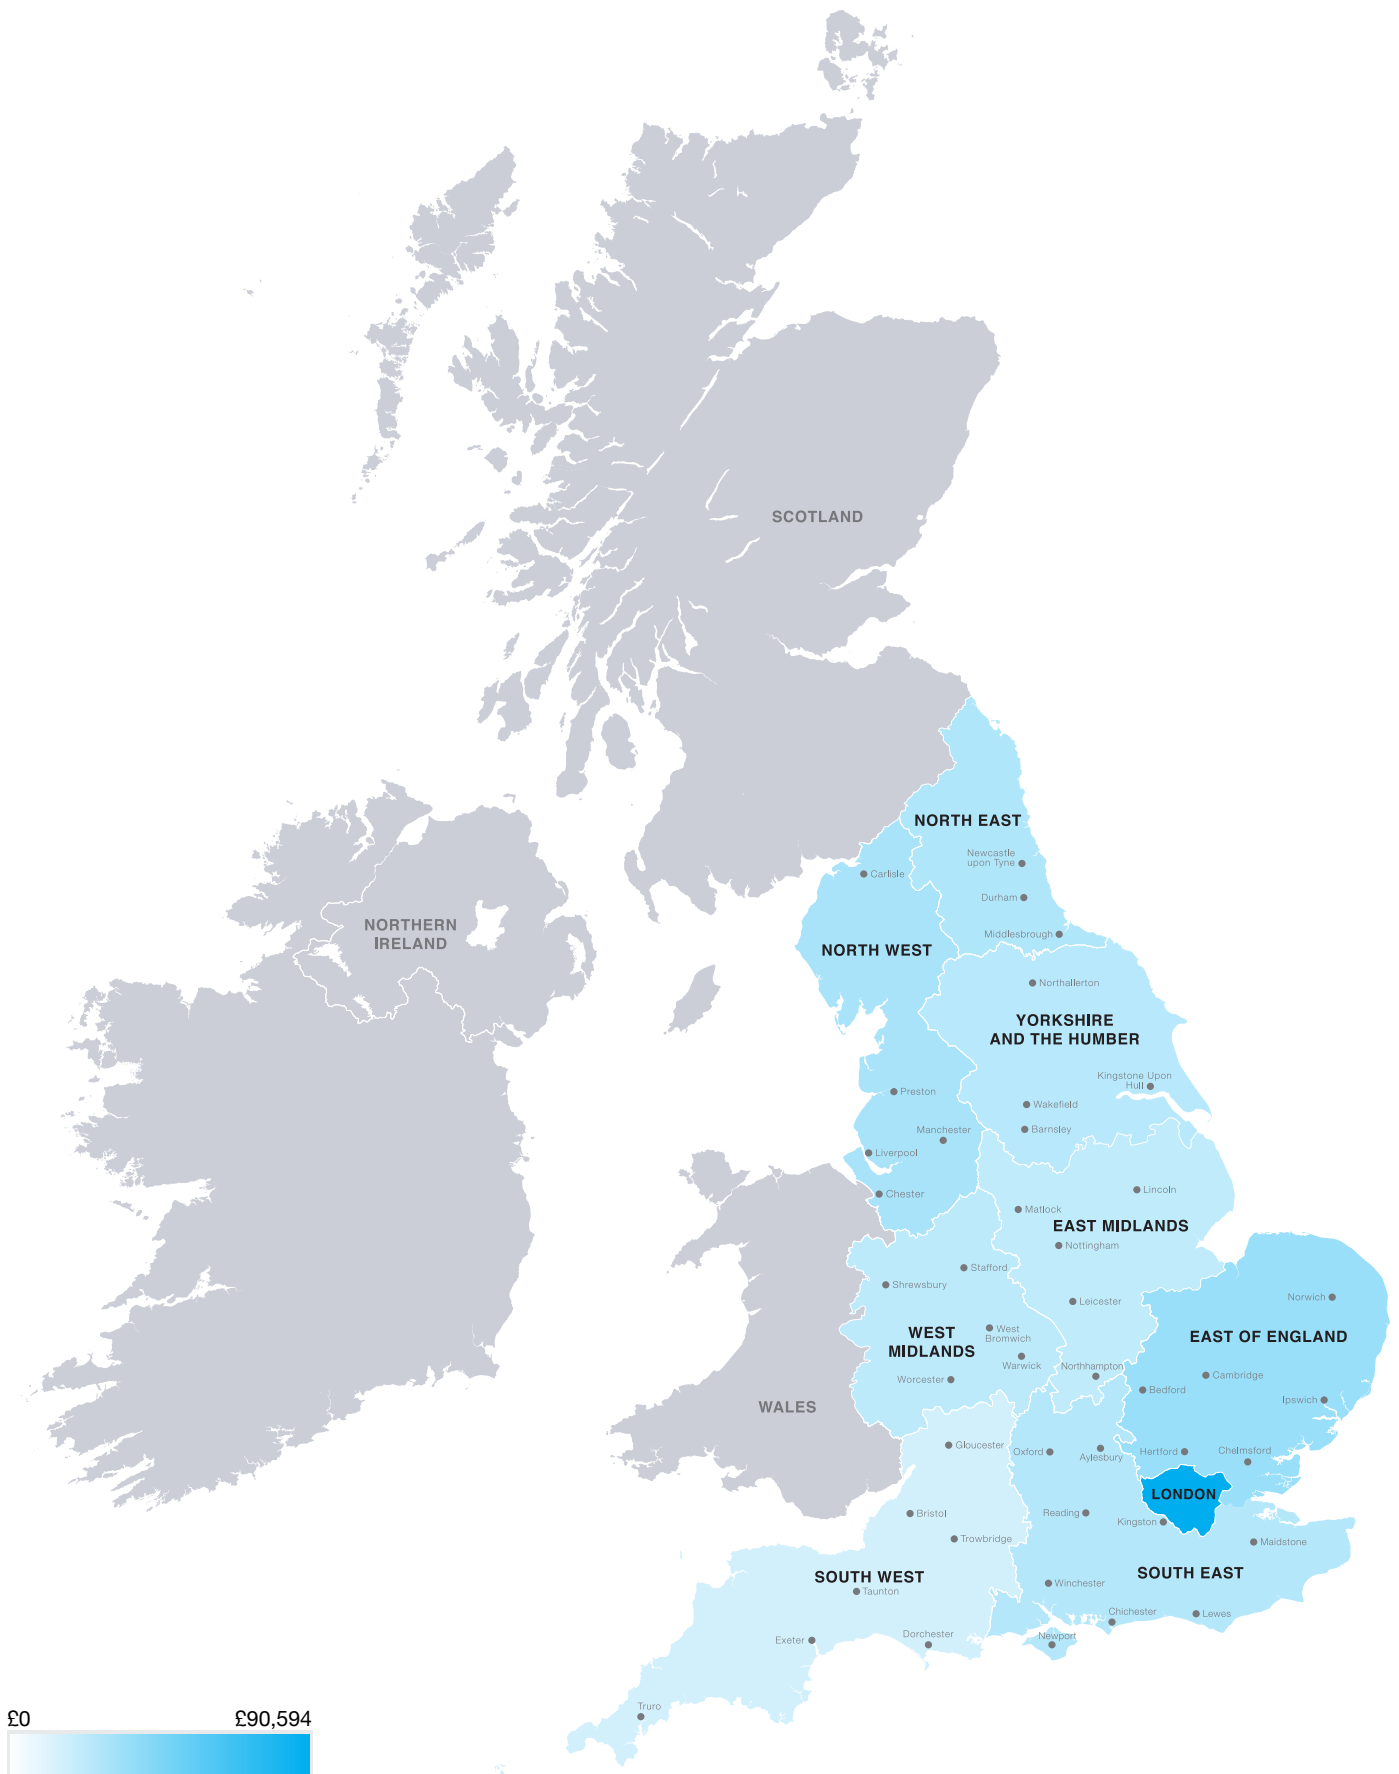 SCOTLAND
NORTH EAST
Newcastle
upon Tyne
Carlisle
Durham
NORTHERN
IRELAND
Middlesbrough
NORTH WEST
Northallerton
YORKSHIRE
AND THE HUMBER
Kingstone Upon
Hull
Preston
Wakefield
Barnsley
Manchester
Liverpool
Chester
Lincoln
Matlock
EAST MIDLANDS
Nottingham
Stafford
Shrewsbury
Norwich
Leicester
WEST
MIDLANDS
West
Bromwich
EAST OF ENGLAND
Warwick
Northhampton
Worcester
Cambridge
Bedford
Ipswich
WALES
Gloucester
Oxford
Aylesbury
Hertford
Chelmsford
LONDON
Bristol
Reading
Kingston
Trowbridge
Maidstone
SOUTH WEST
SOUTH EAST
Taunton
Winchester
Chichester
Lewes
Exeter
Dorchester
Newport
Truro
£0 £90,594